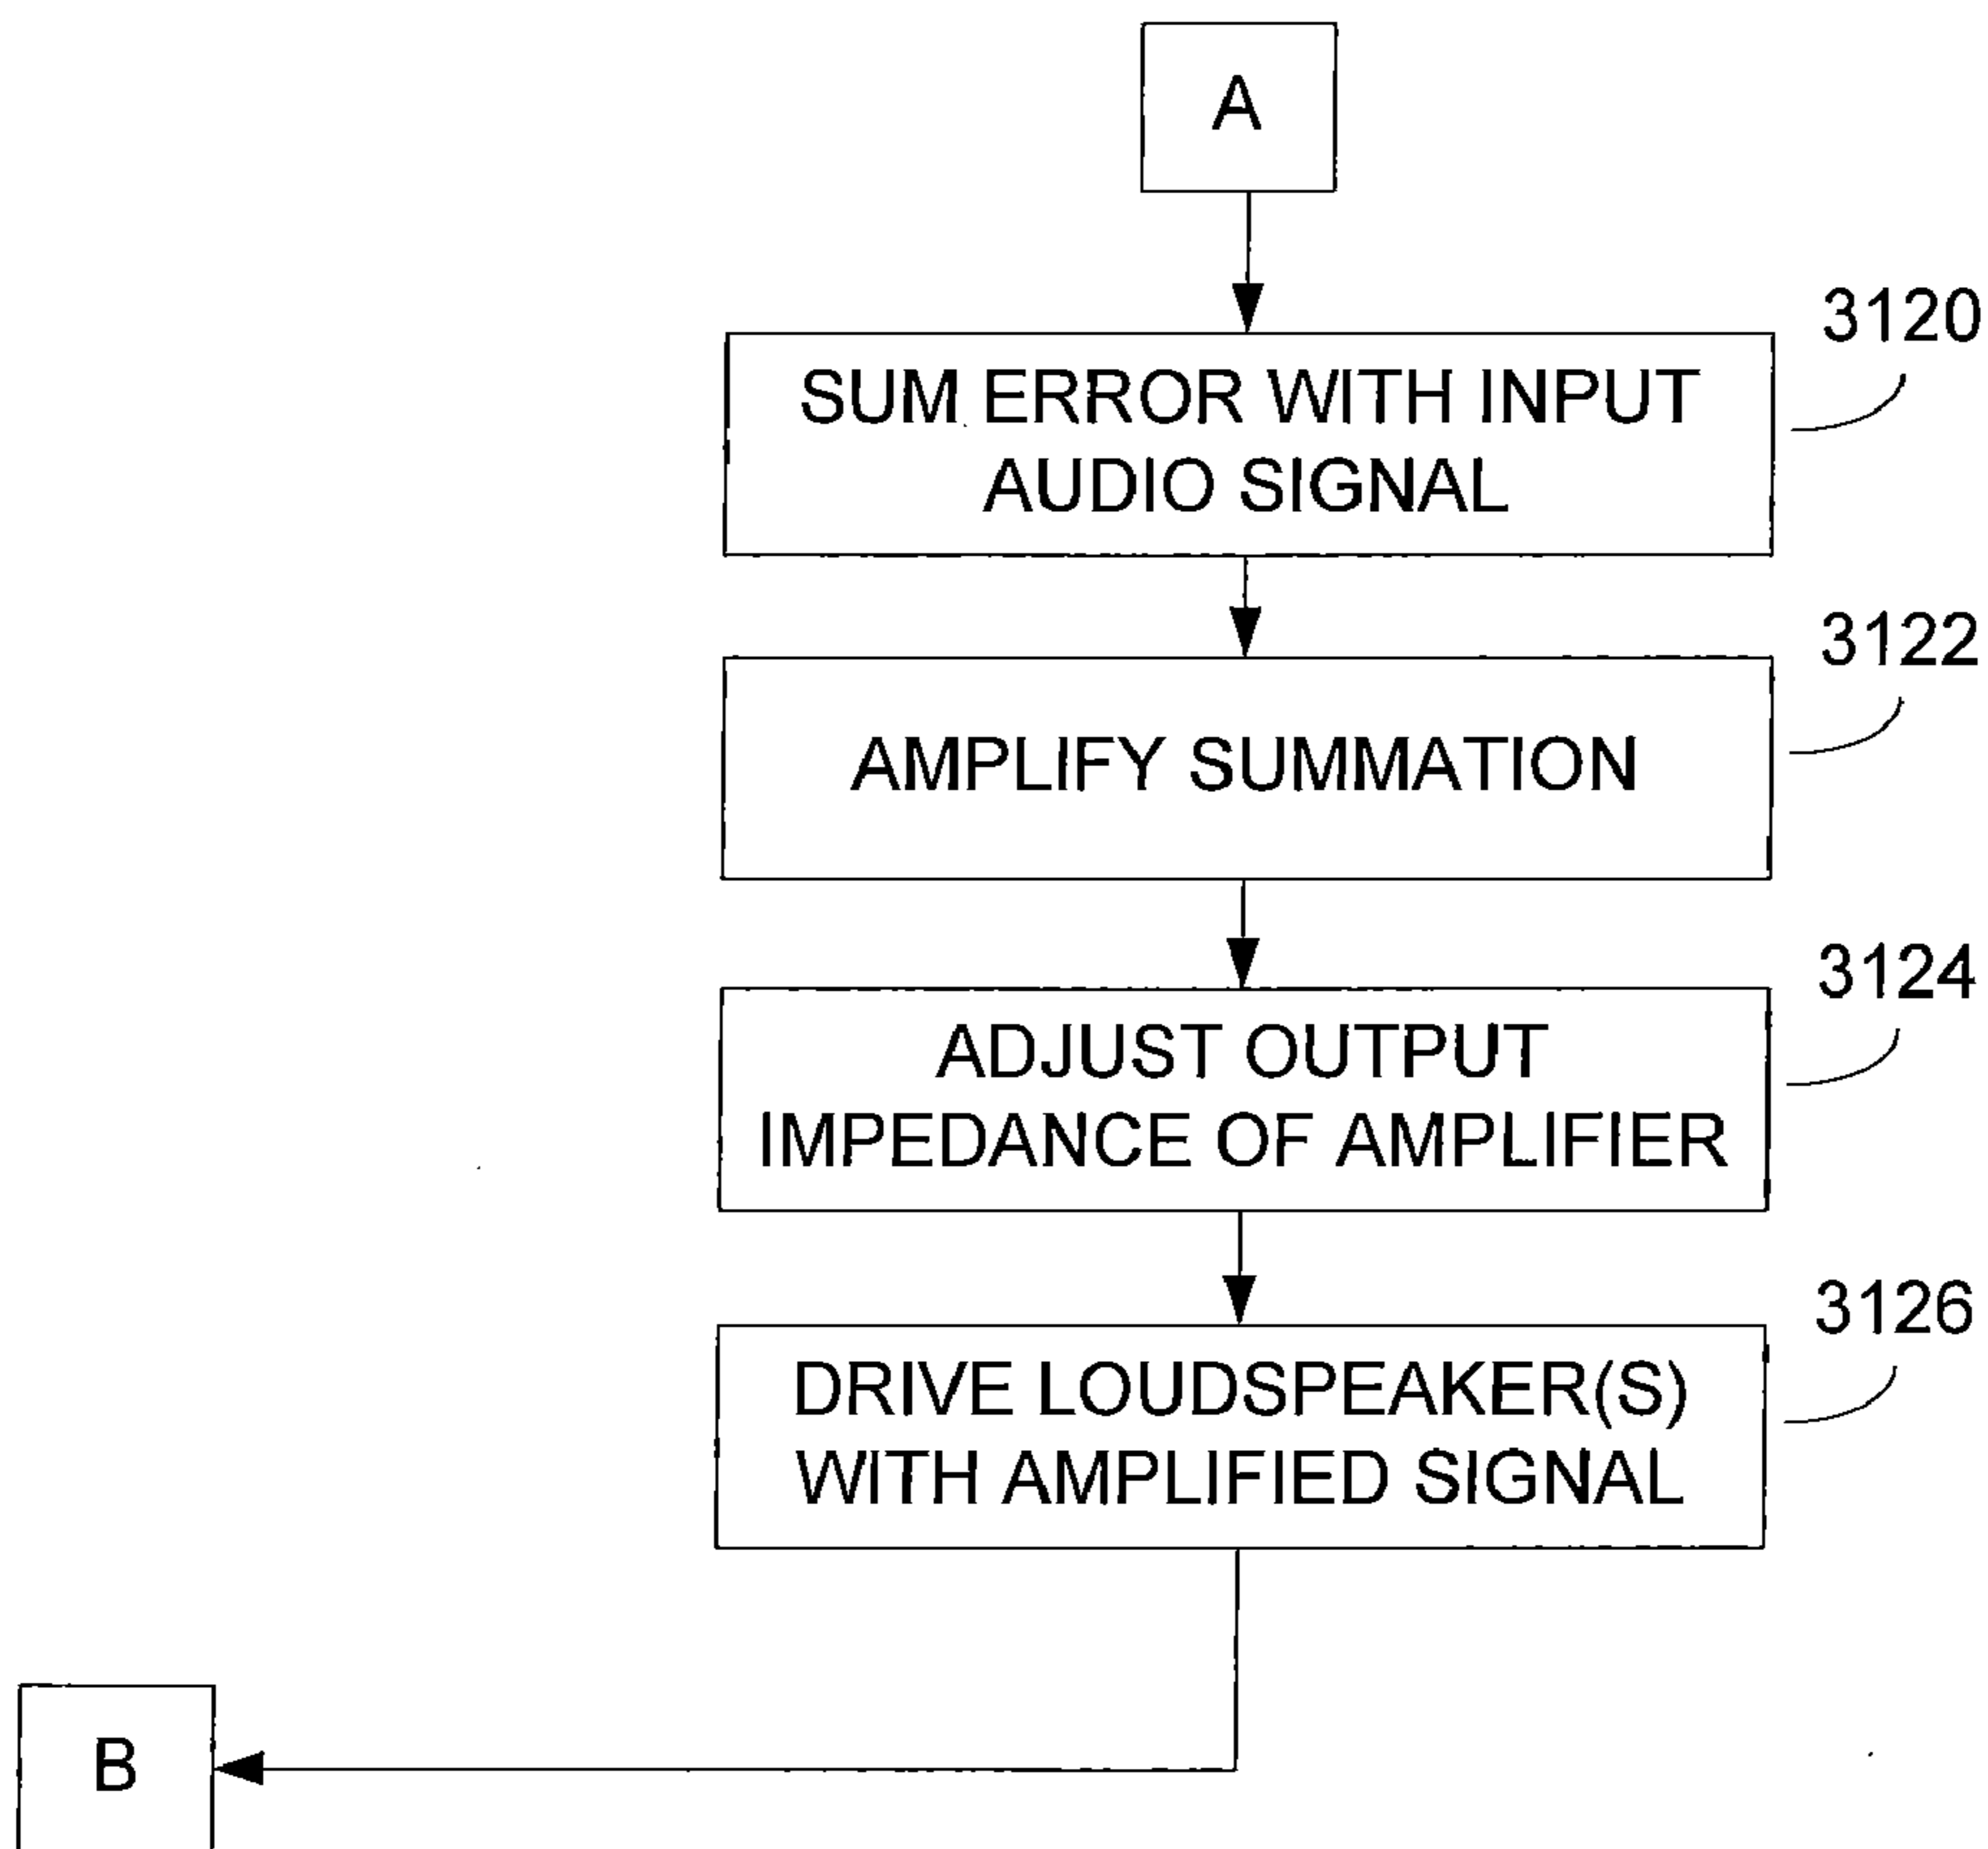 A
3120
SUM ERROR WITH INPUT
AUDIO SIGNAL
3122
AMPLIFY SUMMATION
3124
ADJUST OUTPUT
IMPEDANCE OF AMPLIFIER
3126
DRIVE LOUDSPEAKER(S)
WITH AMPLIFIED SIGNAL
B